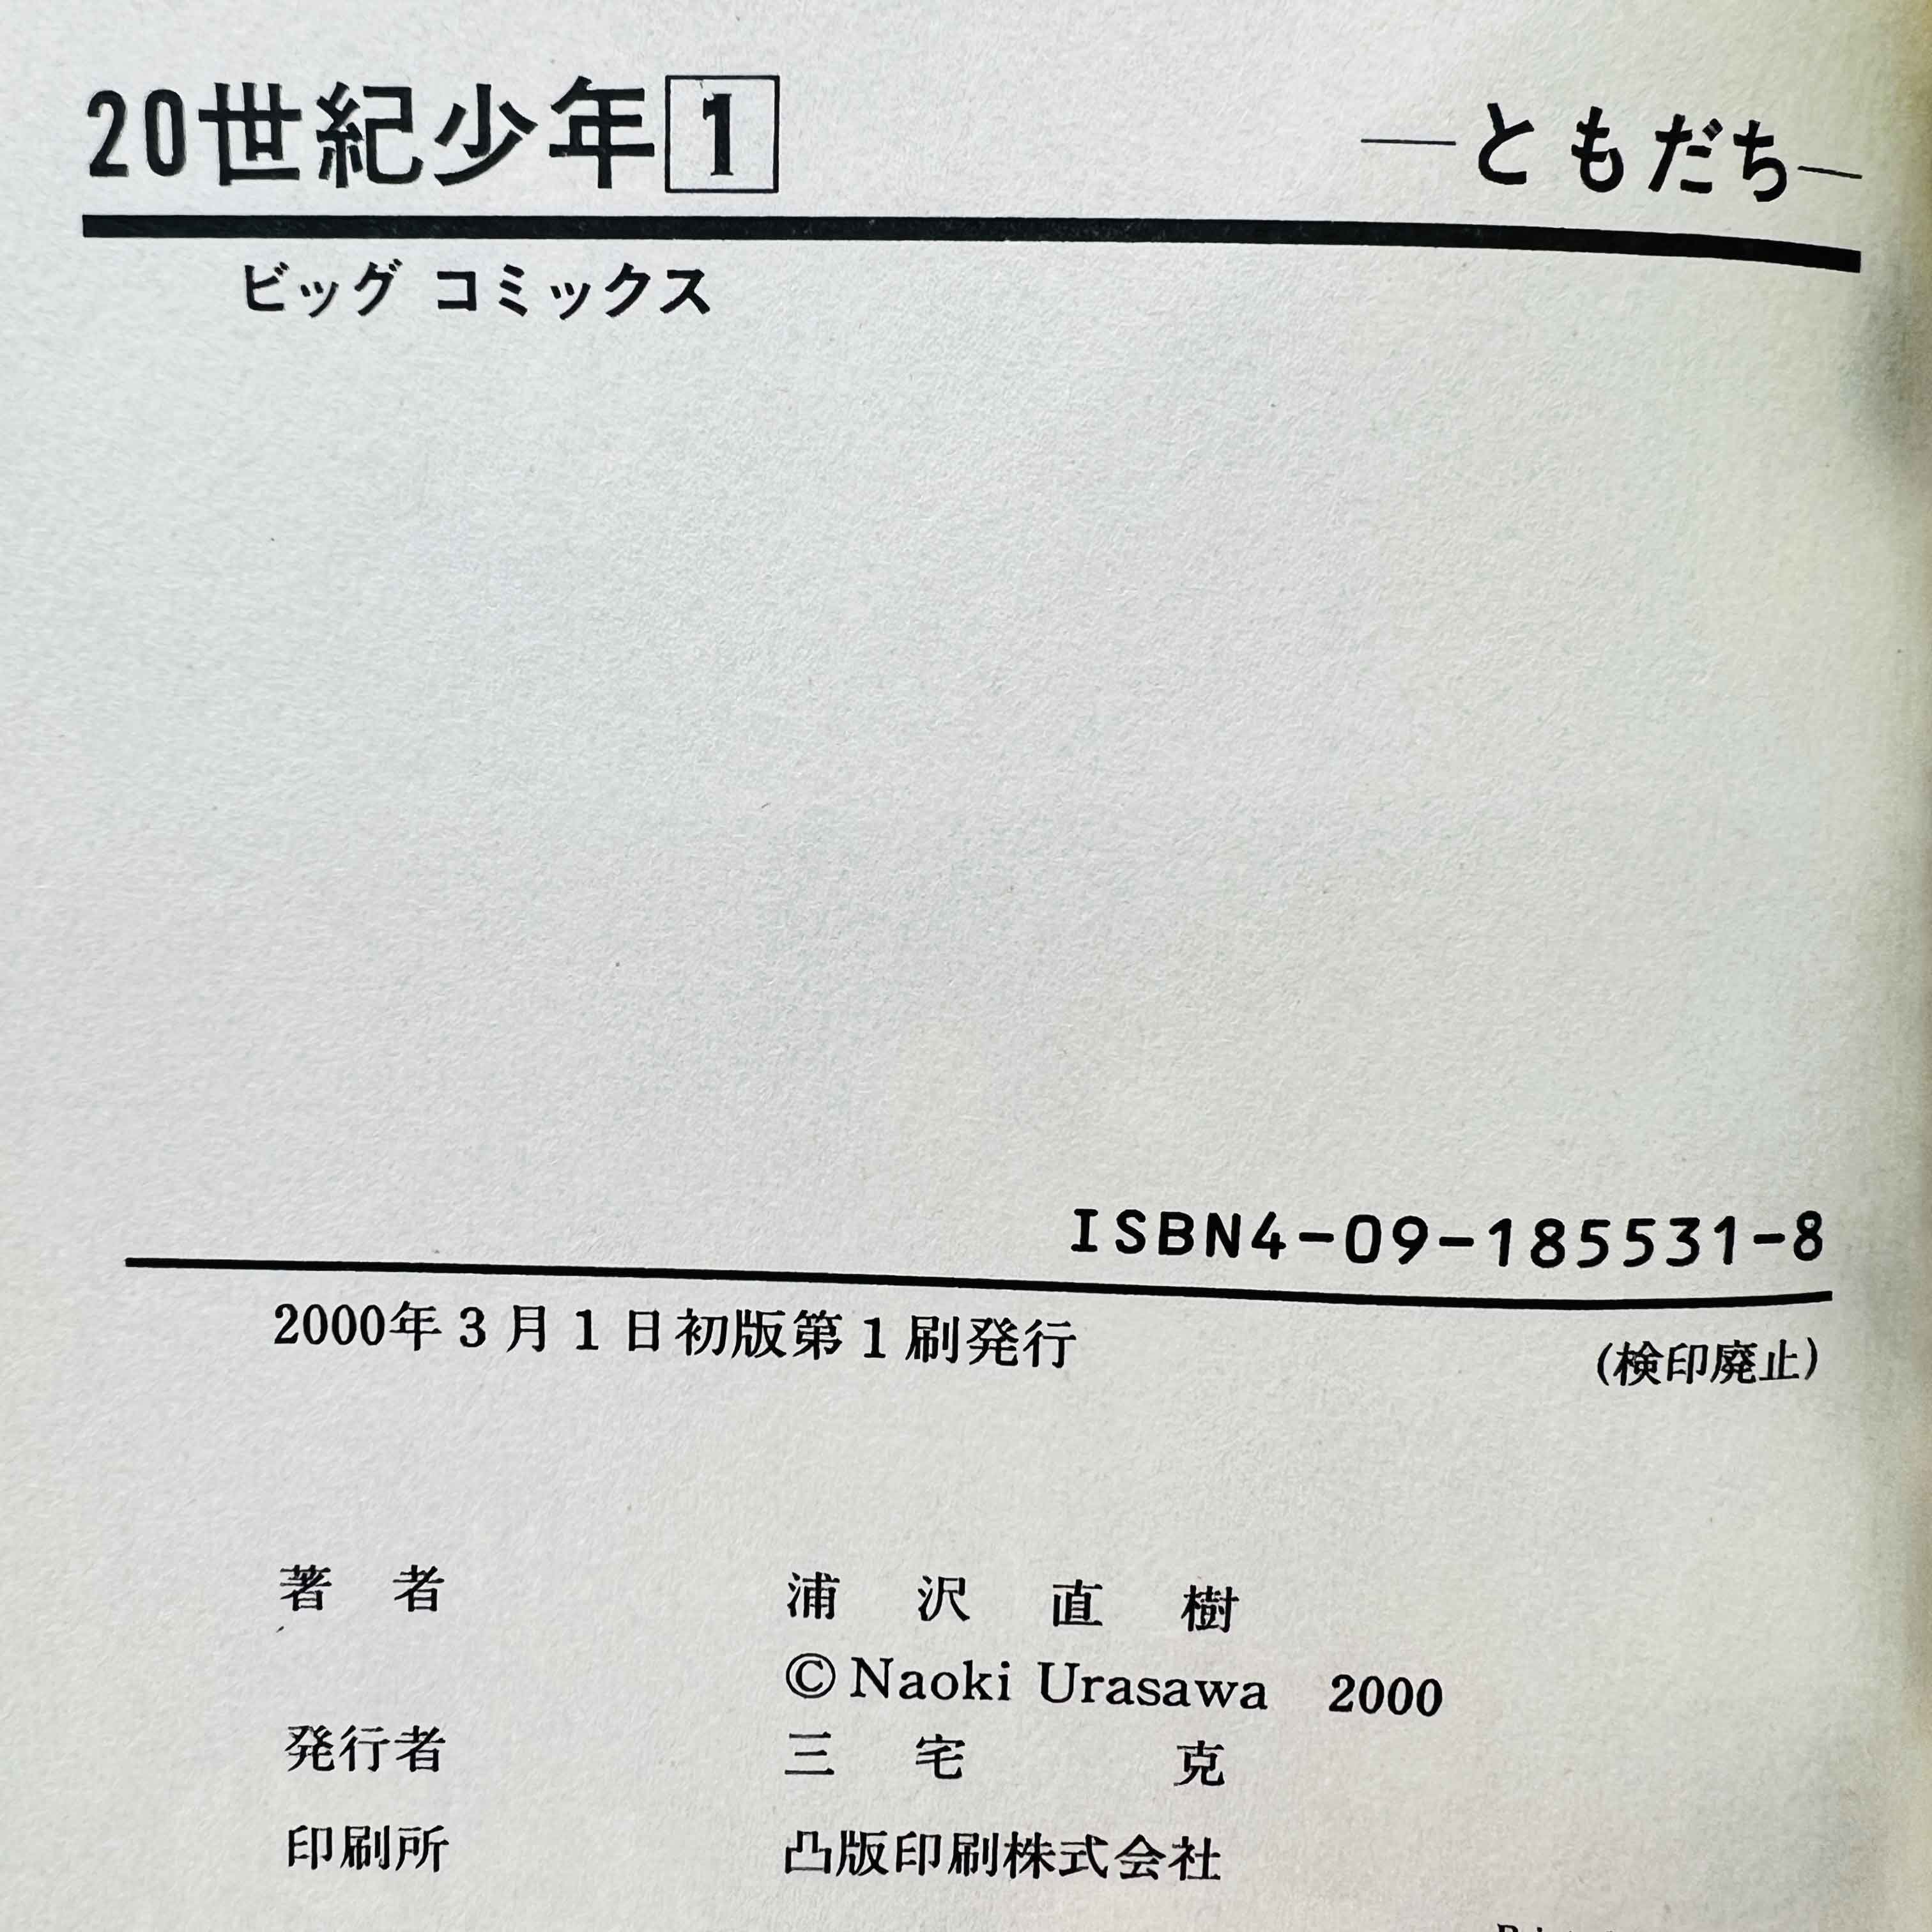 20世紀少年 1 ―ともだち―
ビッグ コミックス
ISBN4-09-185531-8
2000年3月1日初版第1刷発行 (検印廃止)
著 者 浦 沢 直 樹
©Naoki Urasawa 2000
発行者 三 宅 克
印刷所 凸版印刷株式会社